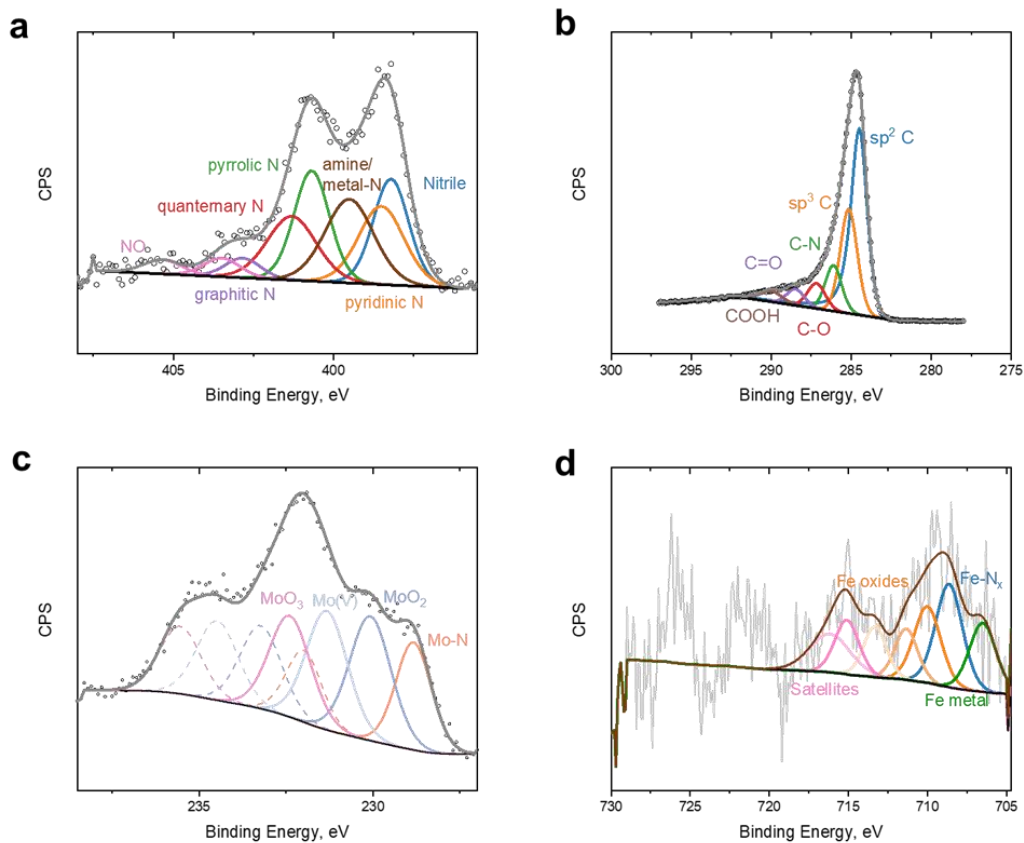 a
CPS
pyrrolic N
amine/
metal-N
Nitrile
quanternary N
NO
graphitic N
pyridinic N
405
400
Binding Energy, eV
b
CPS
sp² C
sp³ C
C-N
C=O
COOH
C-O
300
295
290
285
280
275
Binding Energy, eV
c
CPS
MoO₃
Mo(V)
MoO₂
Mo-N
235
230
Binding Energy, eV
d
CPS
Fe oxides
Fe-Nₓ
Satellites
Fe metal
730
725
720
715
710
705
Binding Energy, eV